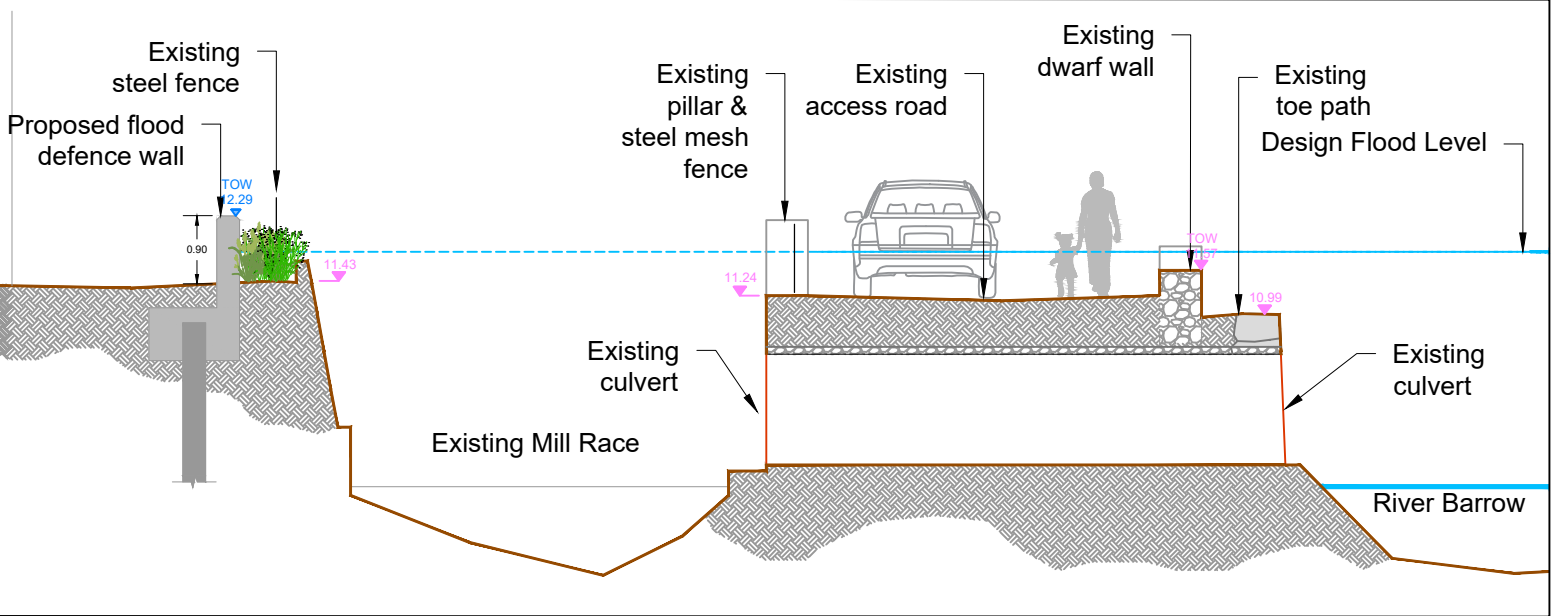 Existing
steel fence
Proposed flood
defence wall
TOW
12.29
0.90
11.43
Existing
pillar &
steel mesh
fence
11.24
Existing
access road
Existing
dwarf wall
TOW
Existing
toe path
10.99
Design Flood Level
Existing
culvert
Existing Mill Race
Existing
culvert
River Barrow